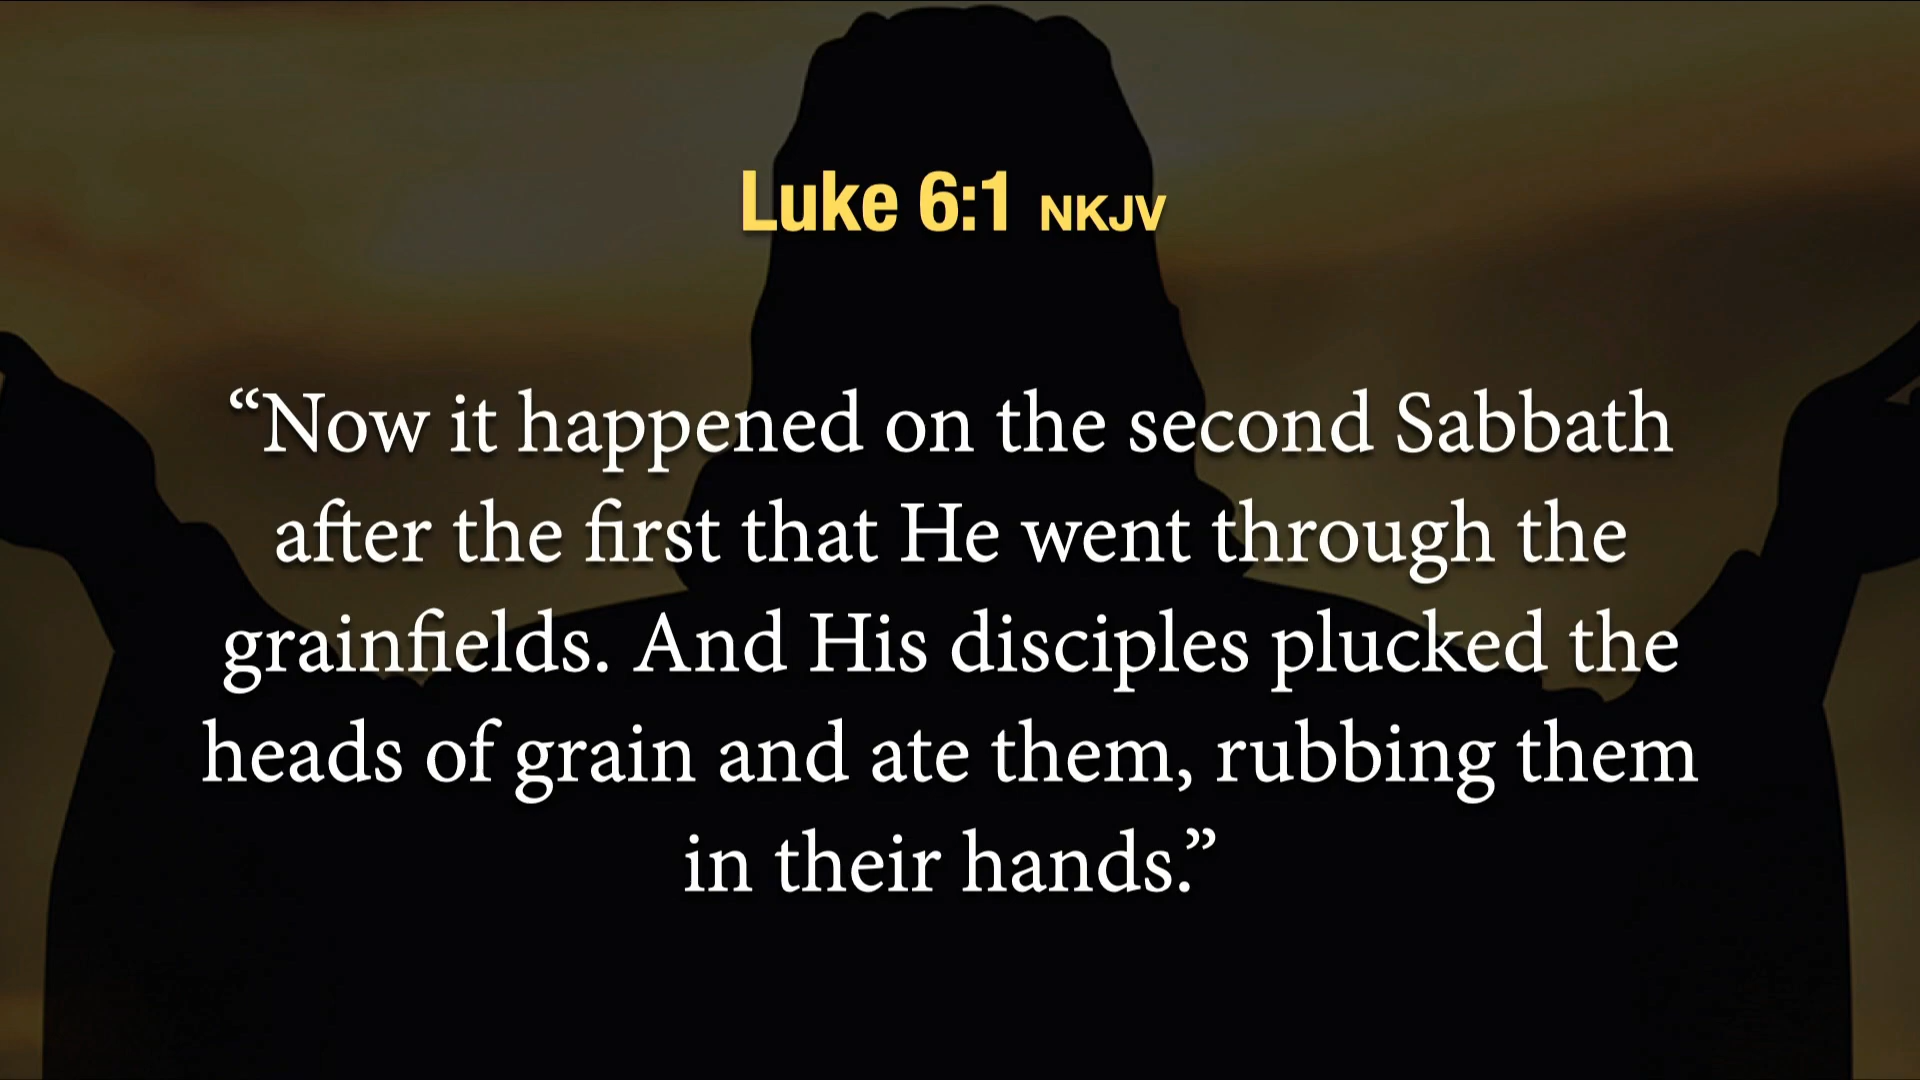 Luke 6:1 NKJV
“Now it happened on the second Sabbath
after the first that He went through the
grainfields. And His disciples plucked the
heads of grain and ate them, rubbing them
in their hands.”